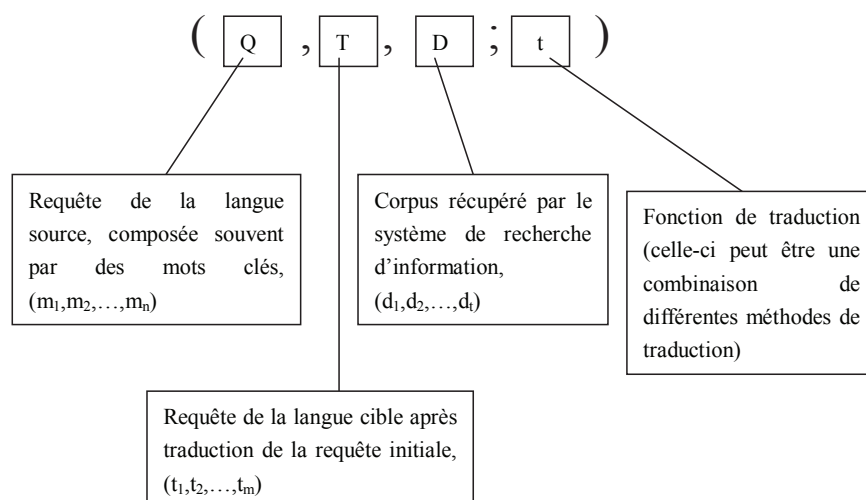 ( Q , T , D ; t )
Requête de la langue
source, composée souvent
par des mots clés,
(m₁,m₂,…,mₙ)
Corpus récupéré par le
système de recherche
d’information,
(d₁,d₂,…,dₜ)
Fonction de traduction
(celle-ci peut être une
combinaison de
différentes méthodes de
traduction)
Requête de la langue cible après
traduction de la requête initiale,
(t₁,t₂,…,tₘ)